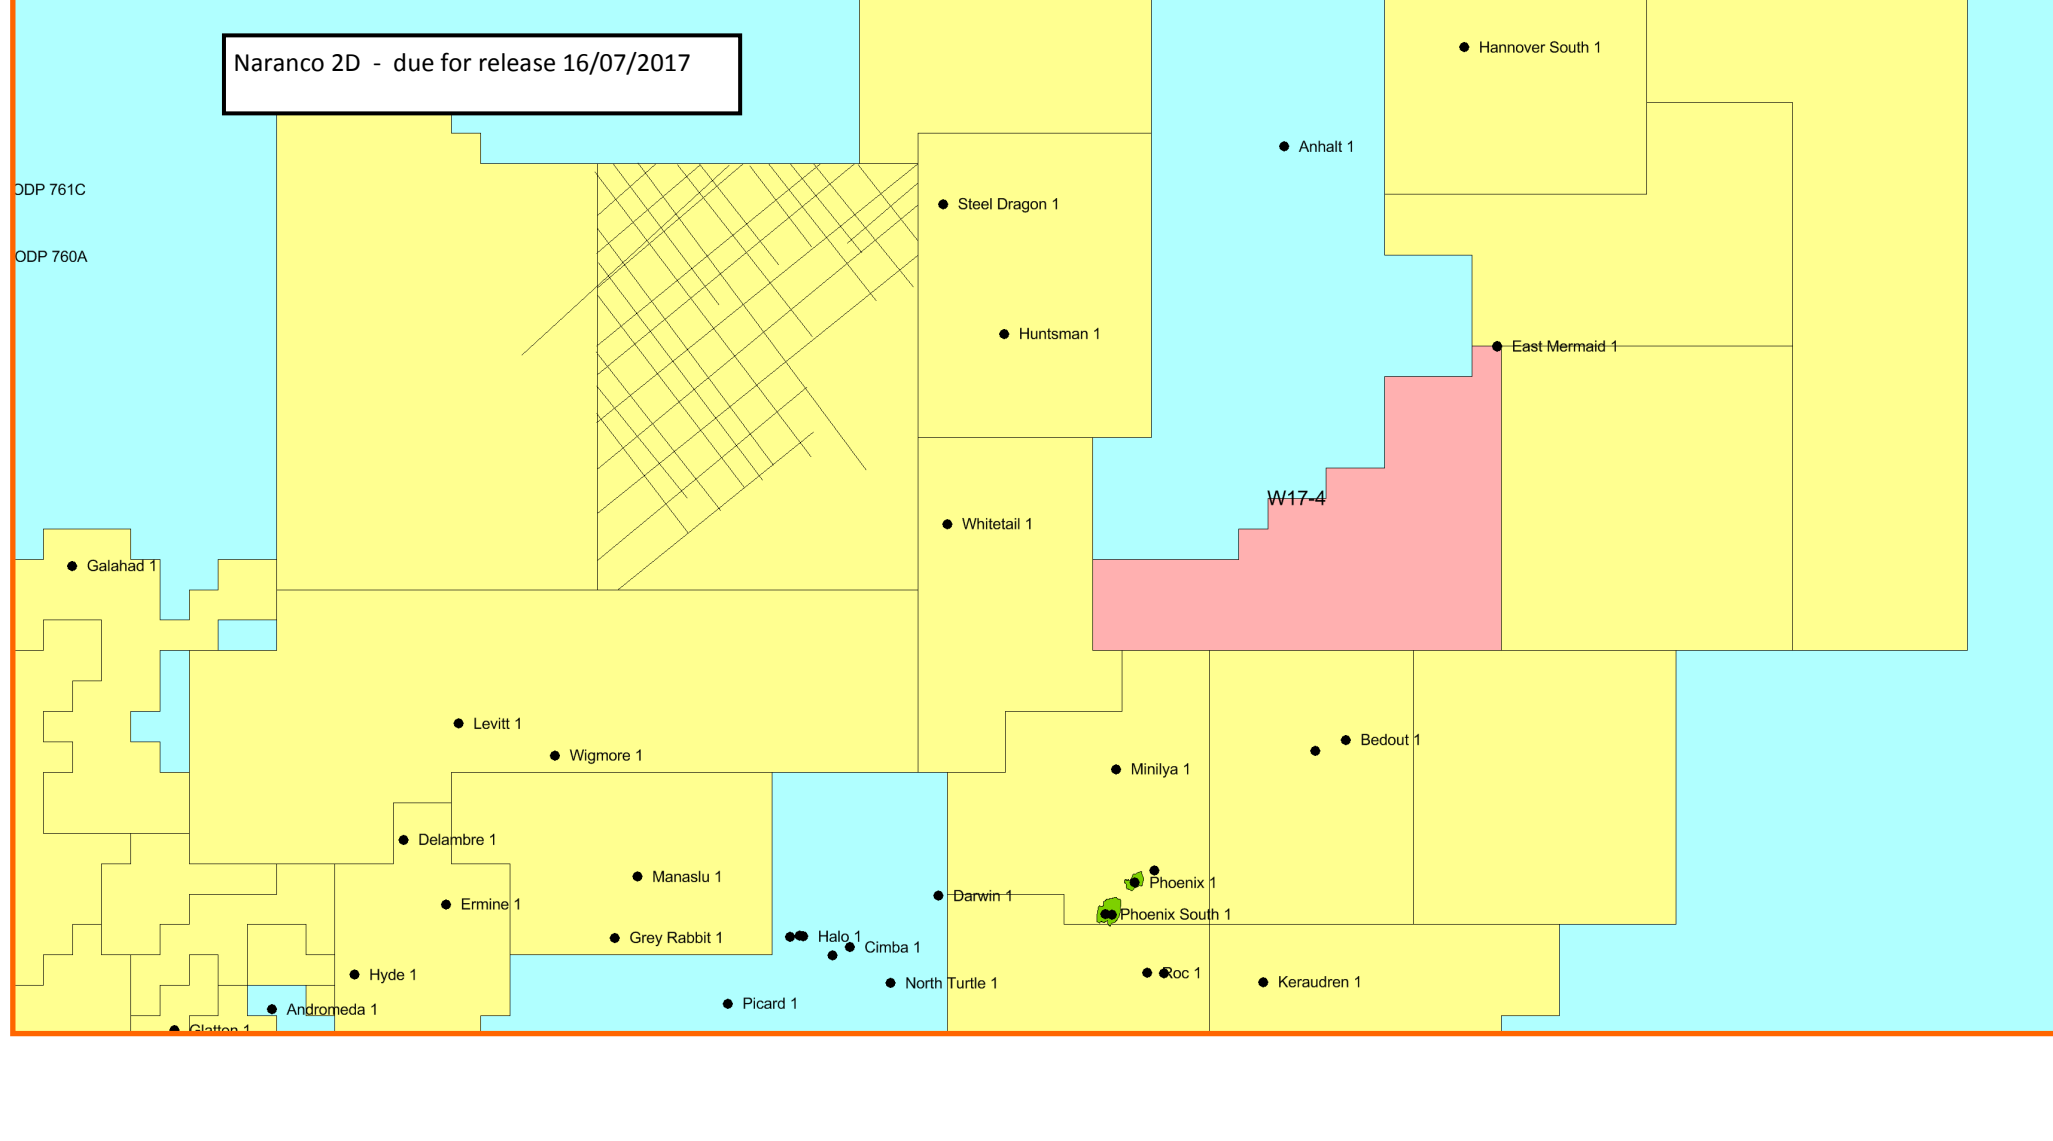 Naranco 2D  -  due for release 16/07/2017
Hannover South 1
Anhalt 1
ODP 761C
Steel Dragon 1
ODP 760A
Huntsman 1
East Mermaid 1
W17-4
Whitetail 1
Galahad 1
Levitt 1
Bedout 1
Wigmore 1
Minilya 1
Delambre 1
Manaslu 1
Phoenix 1
Darwin 1
Ermine 1
Phoenix South 1
Grey Rabbit 1
Halo 1
Cimba 1
Hyde 1
Roc 1
North Turtle 1
Keraudren 1
Picard 1
Andromeda 1
Glatton 1